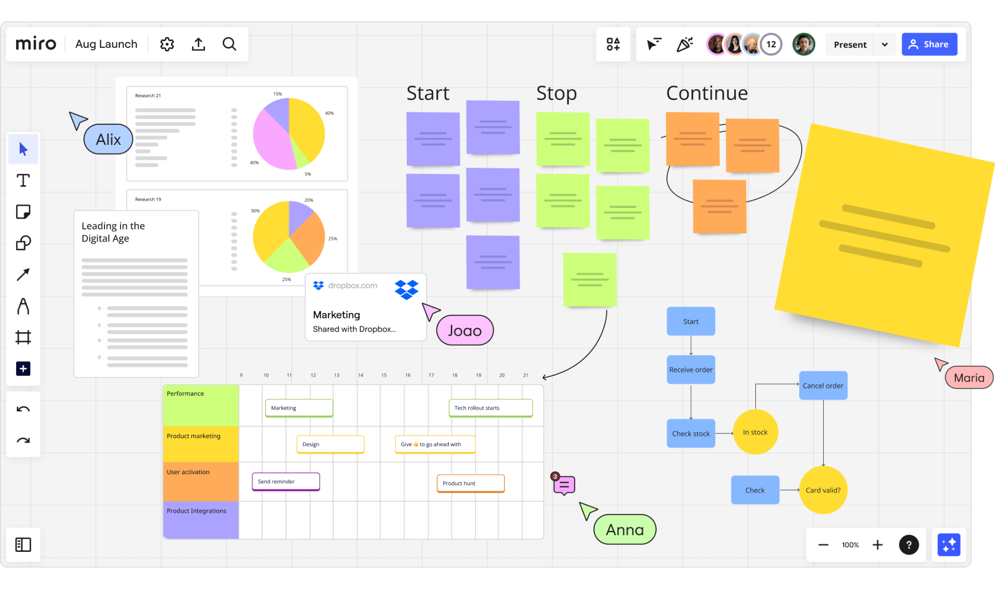 miro
Aug Launch
12
Present
Share
Alix
Research 21
15%
40%
40%
5%
Research 19
20%
30%
25%
25%
Leading in the
Digital Age
dropbox.com
Marketing
Shared with Dropbox...
Joao
Start
Stop
Continue
Maria
9 10 11 12 13 14 15 16 17 18 19 20 21
Performance
Marketing
Tech rollout starts
Product marketing
Design
Give 👍 to go ahead with
User activation
Send reminder
Product hunt
Product Integrations
3
Anna
Start
Receive order
Check stock
In stock
Cancel order
Check
Card valid?
100%
?